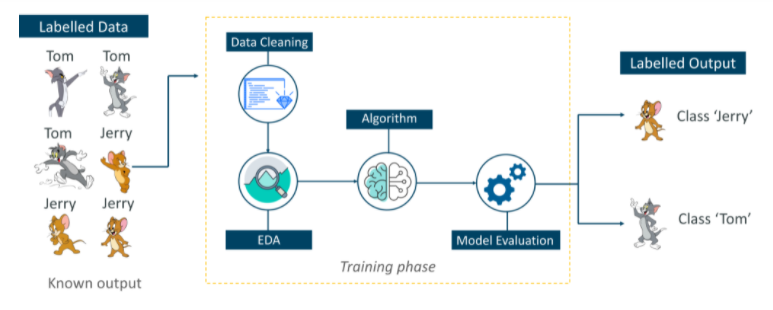 Labelled Data
Tom Tom
Tom Jerry
Jerry Jerry
Known output
Data Cleaning
EDA
Algorithm
Model Evaluation
Training phase
Labelled Output
Class ‘Jerry’
Class ‘Tom’